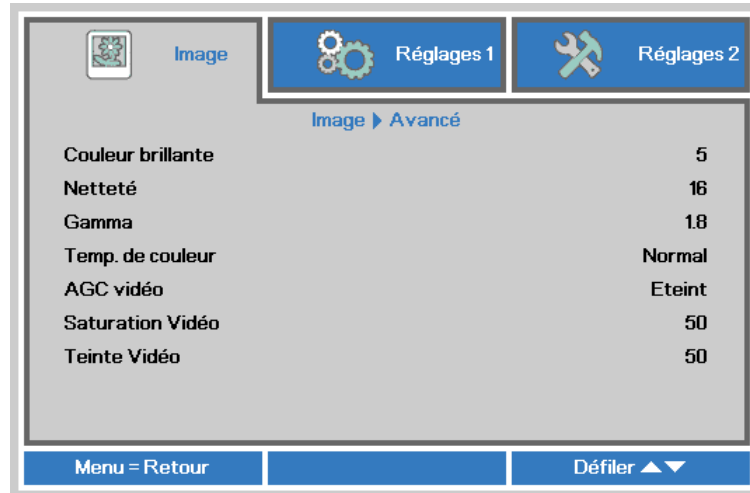 Image Réglages 1 Réglages 2
Image ▶ Avancé
Couleur brillante 5
Netteté 16
Gamma 1.8
Temp. de couleur Normal
AGC vidéo Eteint
Saturation Vidéo 50
Teinte Vidéo 50
Menu = Retour Défiler ▲▼